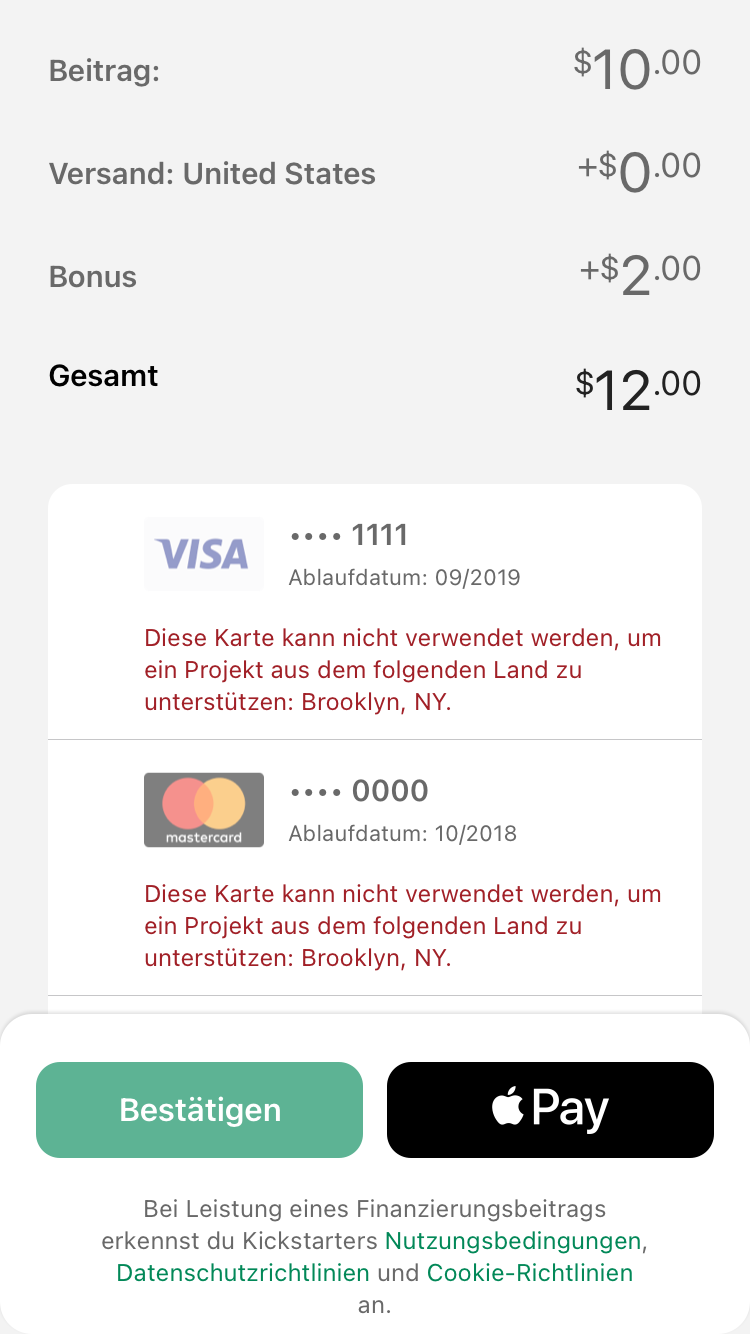 Beitrag: $10.00
Versand: United States +$0.00
Bonus +$2.00
Gesamt $12.00
VISA •••• 1111
Ablaufdatum: 09/2019
Diese Karte kann nicht verwendet werden, um
ein Projekt aus dem folgenden Land zu
unterstützen: Brooklyn, NY.
•••• 0000
mastercard Ablaufdatum: 10/2018
Diese Karte kann nicht verwendet werden, um
ein Projekt aus dem folgenden Land zu
unterstützen: Brooklyn, NY.
Bestätigen Pay
Bei Leistung eines Finanzierungsbeitrags
erkennst du Kickstarters Nutzungsbedingungen,
Datenschutzrichtlinien und Cookie-Richtlinien
an.